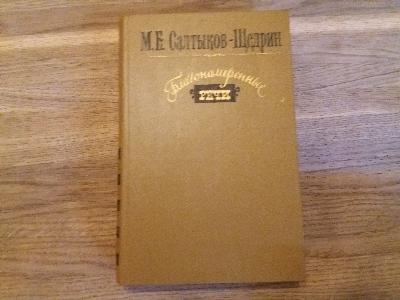 М.Е. Салтыков-Щедрин
Благонамеренные
РЕЧИ